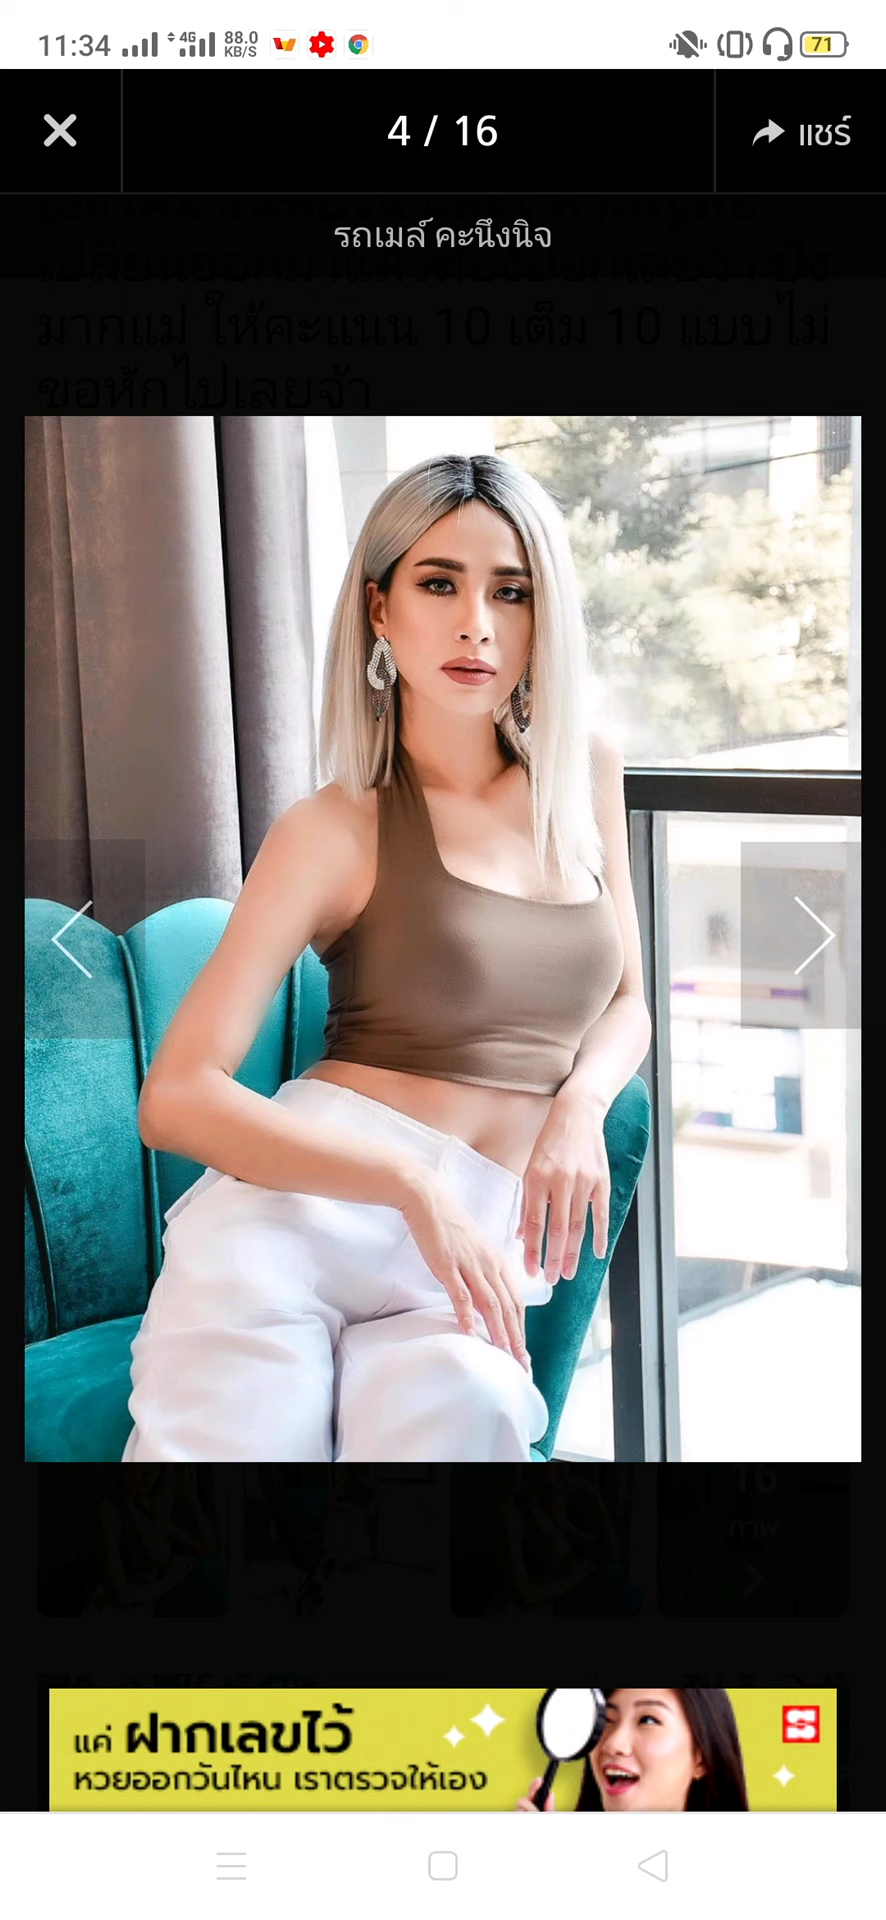 11:34
4G
88.0
KB/S
71
4 / 16
แชร์
รถเมล์ คะนึงนิจ
มากแม่ ให้คะแนน 10 เต็ม 10 แบบไม่
ขอหักไปเลยจ้า
16
ภาพ
แค่ ฝากเลขไว้
หวยออกวันไหน เราตรวจให้เอง
S